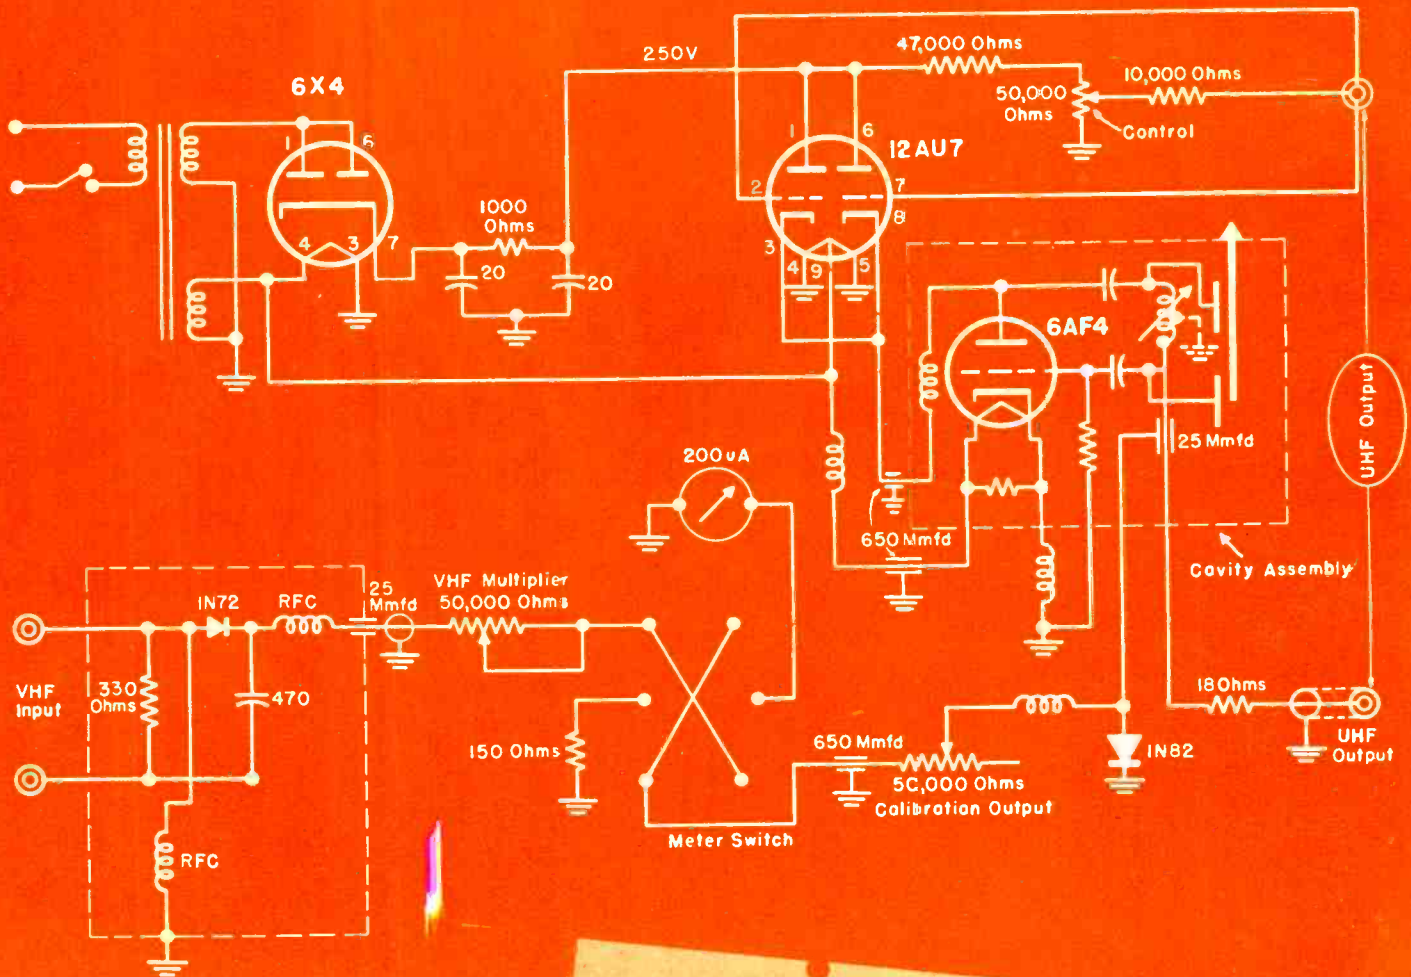 250V
47,000 Ohms
6X4
50,000
Ohms
10,000 Ohms
Control
1
6
1
6
12AU7
2
7
8
1000
Ohms
4
3
7
3
4
9
5
20
20
6AF4
UHF Output
25 Mmfd
200uA
650 Mmfd
Cavity Assembly
1N72
RFC
25
Mmfd
VHF Multiplier
50,000 Ohms
VHF
Input
330
Ohms
470
18 Ohms
150 Ohms
650 Mmfd
1N82
UHF
Output
50,000 Ohms
Calibration Output
Meter Switch
RFC